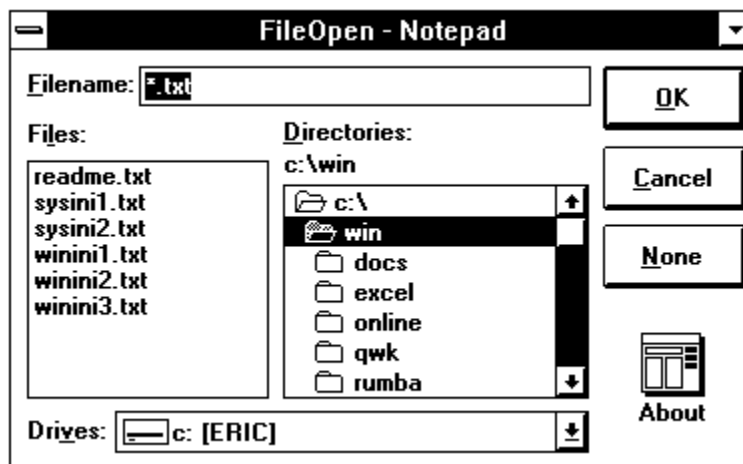 FileOpen - Notepad
Filename: *.txt
OK
Files:
Directories:
c:\win
readme.txt
sysini1.txt
sysini2.txt
winini1.txt
winini2.txt
winini3.txt
c:\
win
docs
excel
online
qwk
rumba
Cancel
None
About
Drives: c: [ERIC]